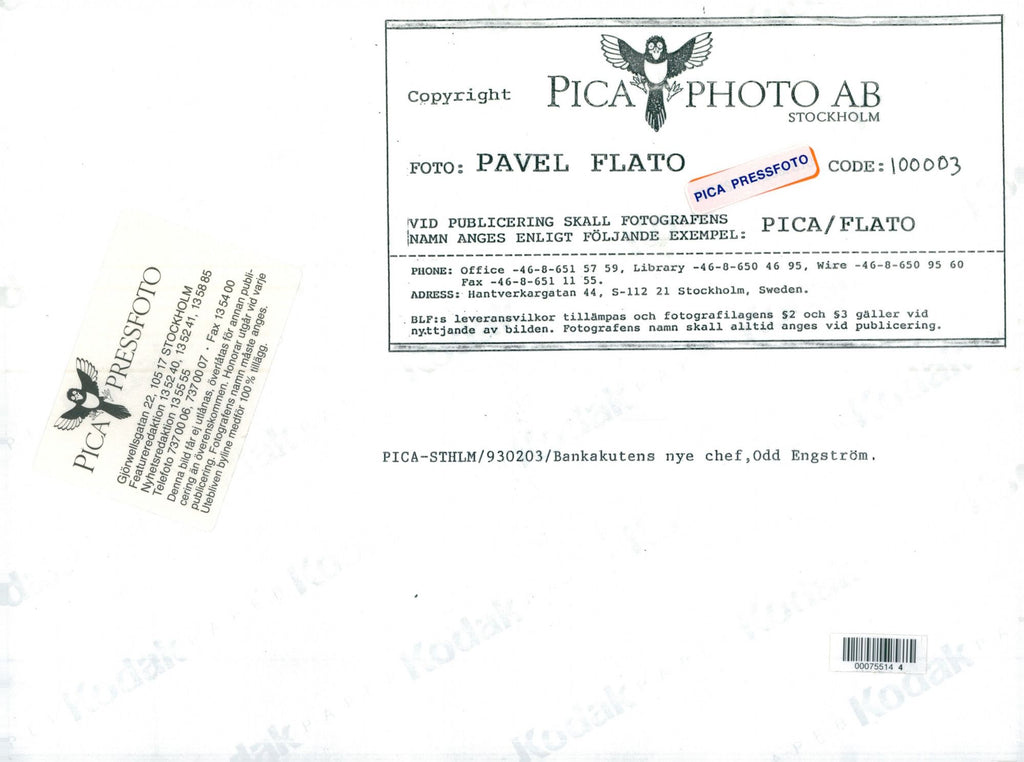 Copyright PICA PHOTO AB
STOCKHOLM
FOTO: PAVEL FLATO
PICA PRESSFOTO
CODE: 100003
VID PUBLICERING SKALL FOTOGRAFENS
NAMN ANGES ENLIGT FÖLJANDE EXEMPEL: PICA/FLATO
PHONE: Office -46-8-651 57 59, Library -46-8-650 46 95, Wire -46-8-650 95 60
Fax -46-8-651 11 55.
ADRESS: Hantverkargatan 44, S-112 21 Stockholm, Sweden.
BLF:s leveransvilkor tillämpas och fotografilagens §2 och §3 gäller vid
nyttjande av bilden. Fotografens namn skall alltid anges vid publicering.
PICA PRESSFOTO
Gjörwellsgatan 22, 105 17 STOCKHOLM
Featureredaktion 13 52 40, 13 52 41, 13 58 85
Nyhetsredaktion 13 55 55
Telefoto 737 00 06, 737 00 07 · Fax 13 54 00
Denna bild får ej utlånas, överlåtas för annan publi-
cering än överenskommen. Honorar utgår vid varje
publicering. Fotografens namn måste anges.
Utebliven byline medför 100% tillägg.
PICA-STHLM/930203/Bankakutens nye chef,Odd Engström.
00075514 4
Kodak
Kodak
Kodak
Kodak